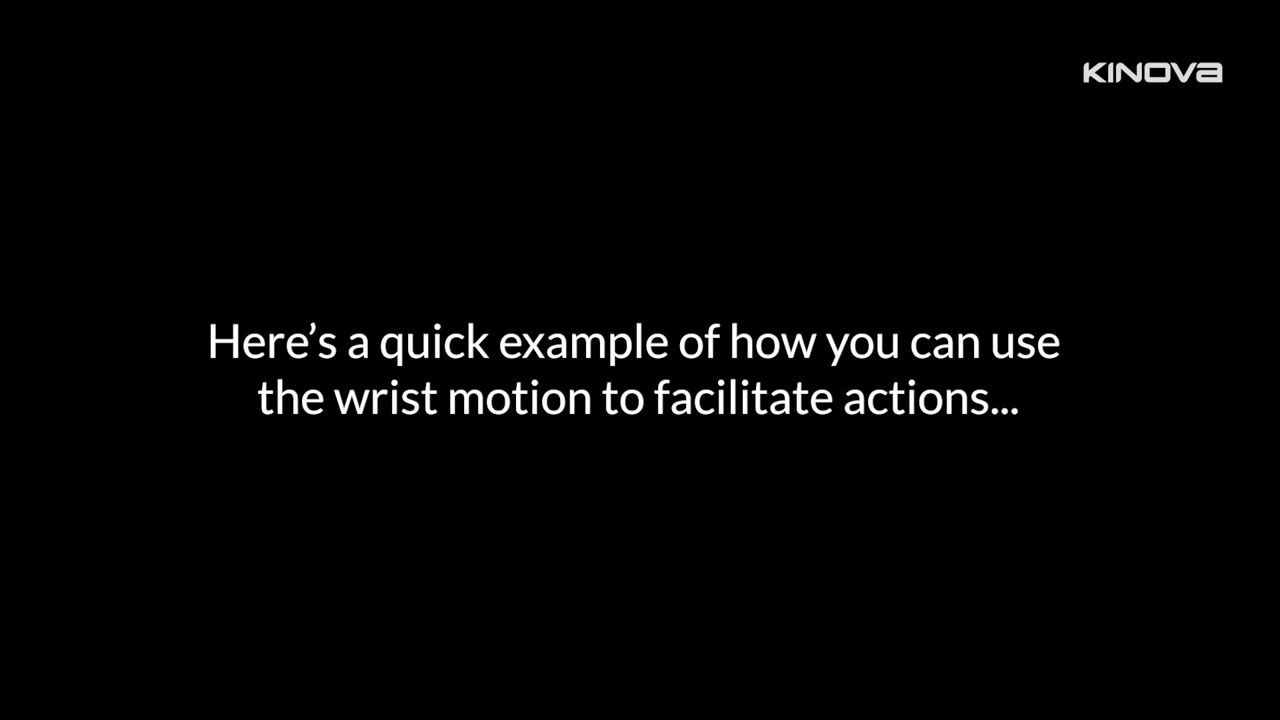 KINOVA
Here’s a quick example of how you can use
the wrist motion to facilitate actions...